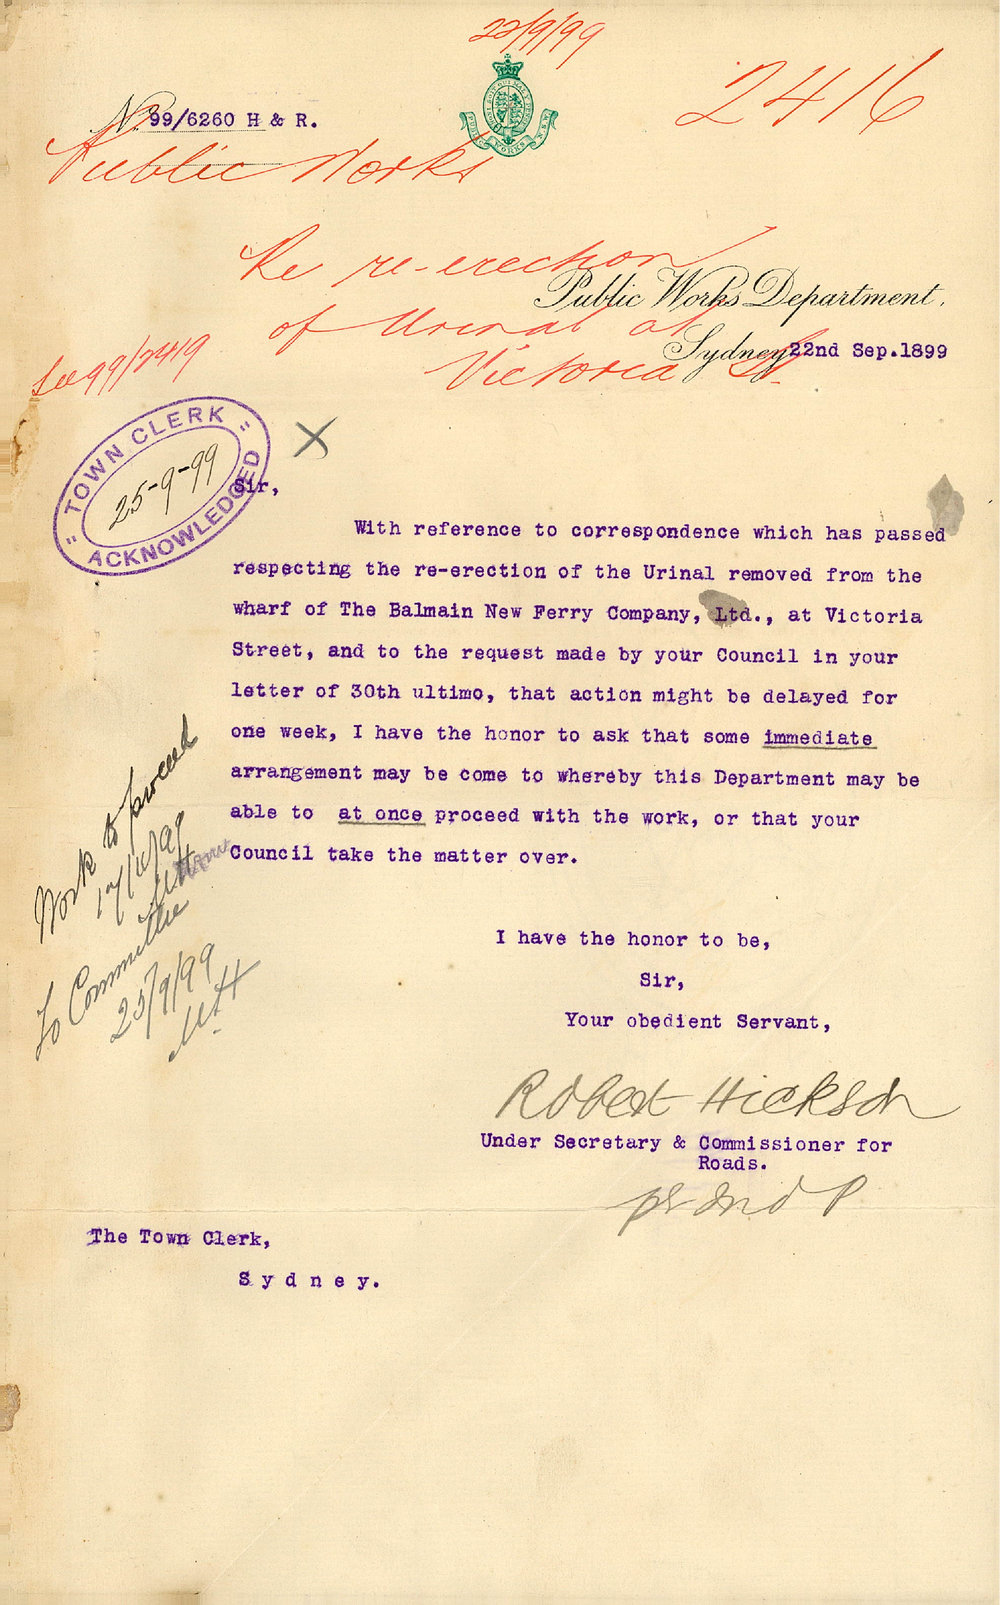 22/9/99
2416
No. 99/6260 H & R.
PUBLIC WORKS N.S.W.
Public Works
Re re-erection
of Urinal at
Victoria St.
Public Works Department,
Sydney 22nd Sep. 1899
See 99/2419
"TOWN CLERK"
25-9-99
ACKNOWLEDGED
X
Sir,
With reference to correspondence which has passed
respecting the re-erection of the Urinal removed from the
wharf of The Balmain New Ferry Company, Ltd., at Victoria
Street, and to the request made by your Council in your
letter of 30th ultimo, that action might be delayed for
one week, I have the honor to ask that some immediate
arrangement may be come to whereby this Department may be
able to at once proceed with the work, or that your
Council take the matter over.
Work to proceed
17/10/99
To Committee
25/9/99
I have the honor to be,
Sir,
Your obedient Servant,
Robert Hickson
Under Secretary & Commissioner for
Roads.
The Town Clerk,
Sydney.